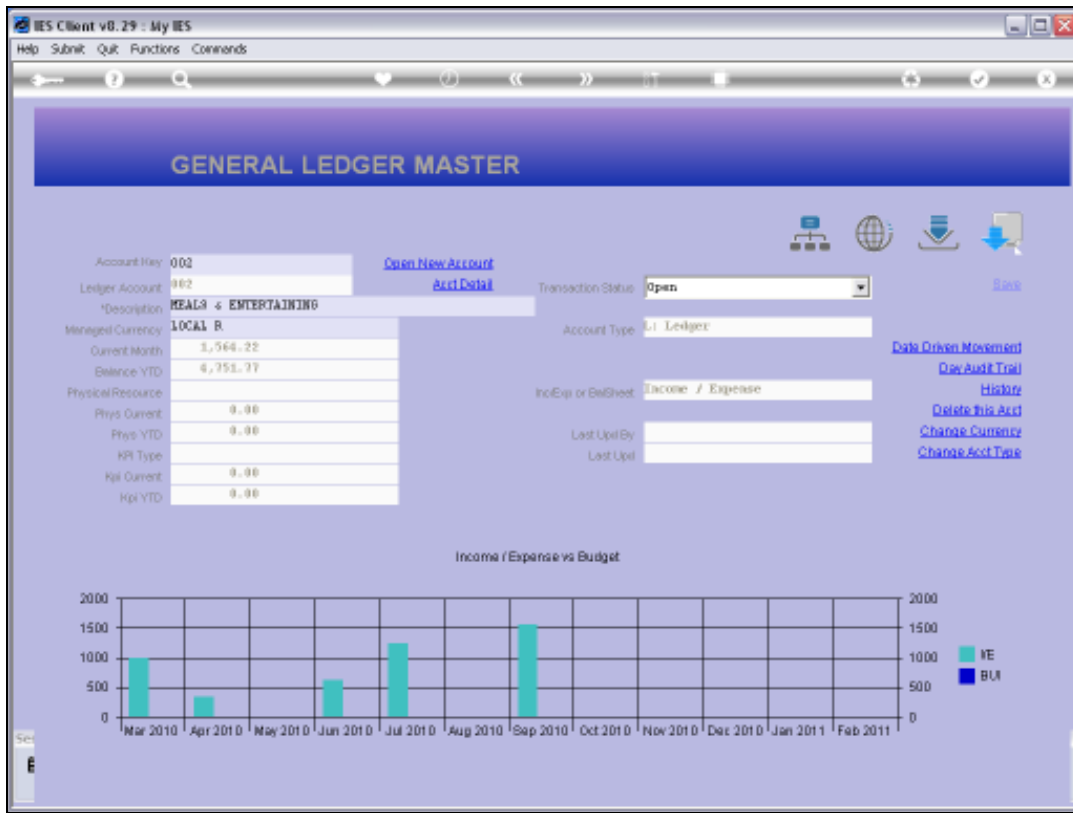 IES Client v8.29 : My IES
Help Submit Quit Functions Commands
GENERAL LEDGER MASTER
Account Key 002 Open New Account
Ledger Account 002 Acct Detail Transaction Status Open Save
*Description MEALS & ENTERTAINING
Managed Currency LOCAL R Account Type L: Ledger
Current Month 1,564.22 Date Driven Movement
Balance YTD 4,751.77 Day Audit Trail
Physical Resource Inc/Exp or BalSheet Income / Expense History
Phys Current 0.00 Delete this Acct
Phys YTD 0.00 Last Upd By Change Currency
KPI Type Last Upd Change Acct Type
Kpi Current 0.00
Kpi YTD 0.00
Income / Expense vs Budget
2000 2000
1500 1500
1000 1000 I/E
500 500 BUI
0 0
Mar 2010 Apr 2010 May 2010 Jun 2010 Jul 2010 Aug 2010 Sep 2010 Oct 2010 Nov 2010 Dec 2010 Jan 2011 Feb 2011